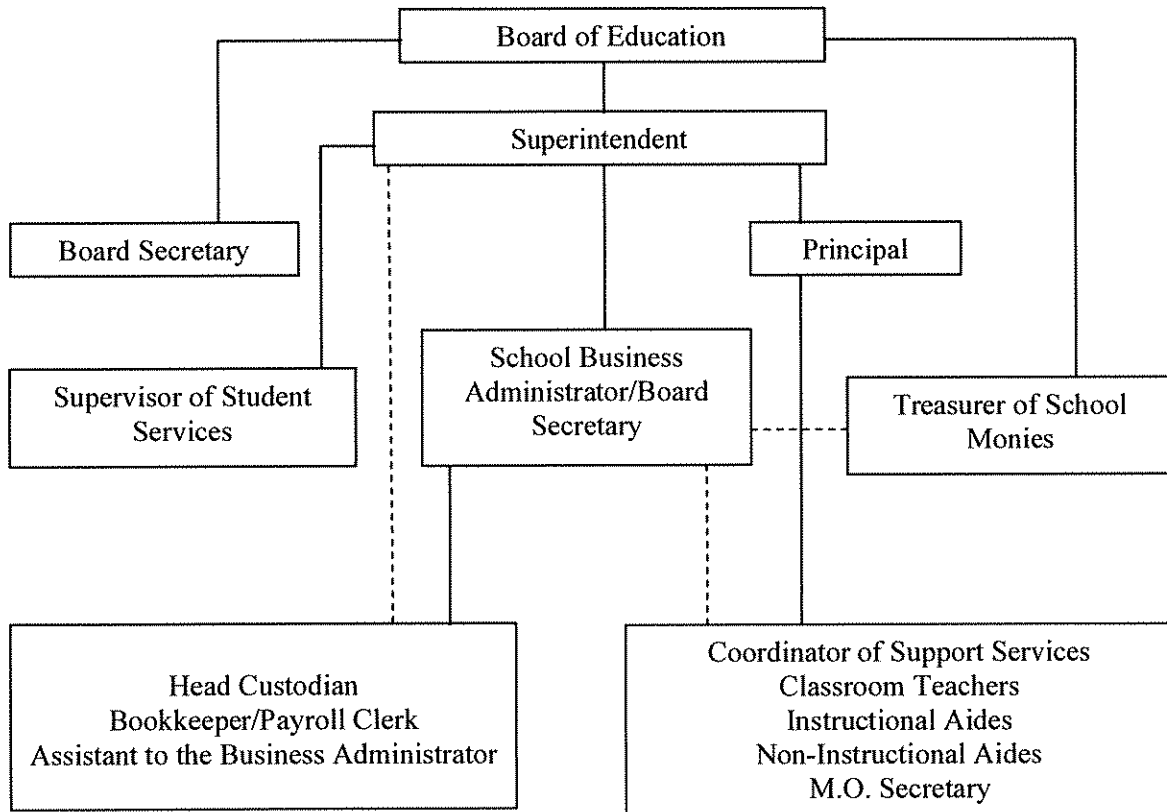 Board of Education
Superintendent
Board Secretary
Principal
School Business
Administrator/Board
Secretary
Supervisor of Student
Services
Treasurer of School
Monies
Head Custodian
Bookkeeper/Payroll Clerk
Assistant to the Business Administrator
Coordinator of Support Services
Classroom Teachers
Instructional Aides
Non-Instructional Aides
M.O. Secretary